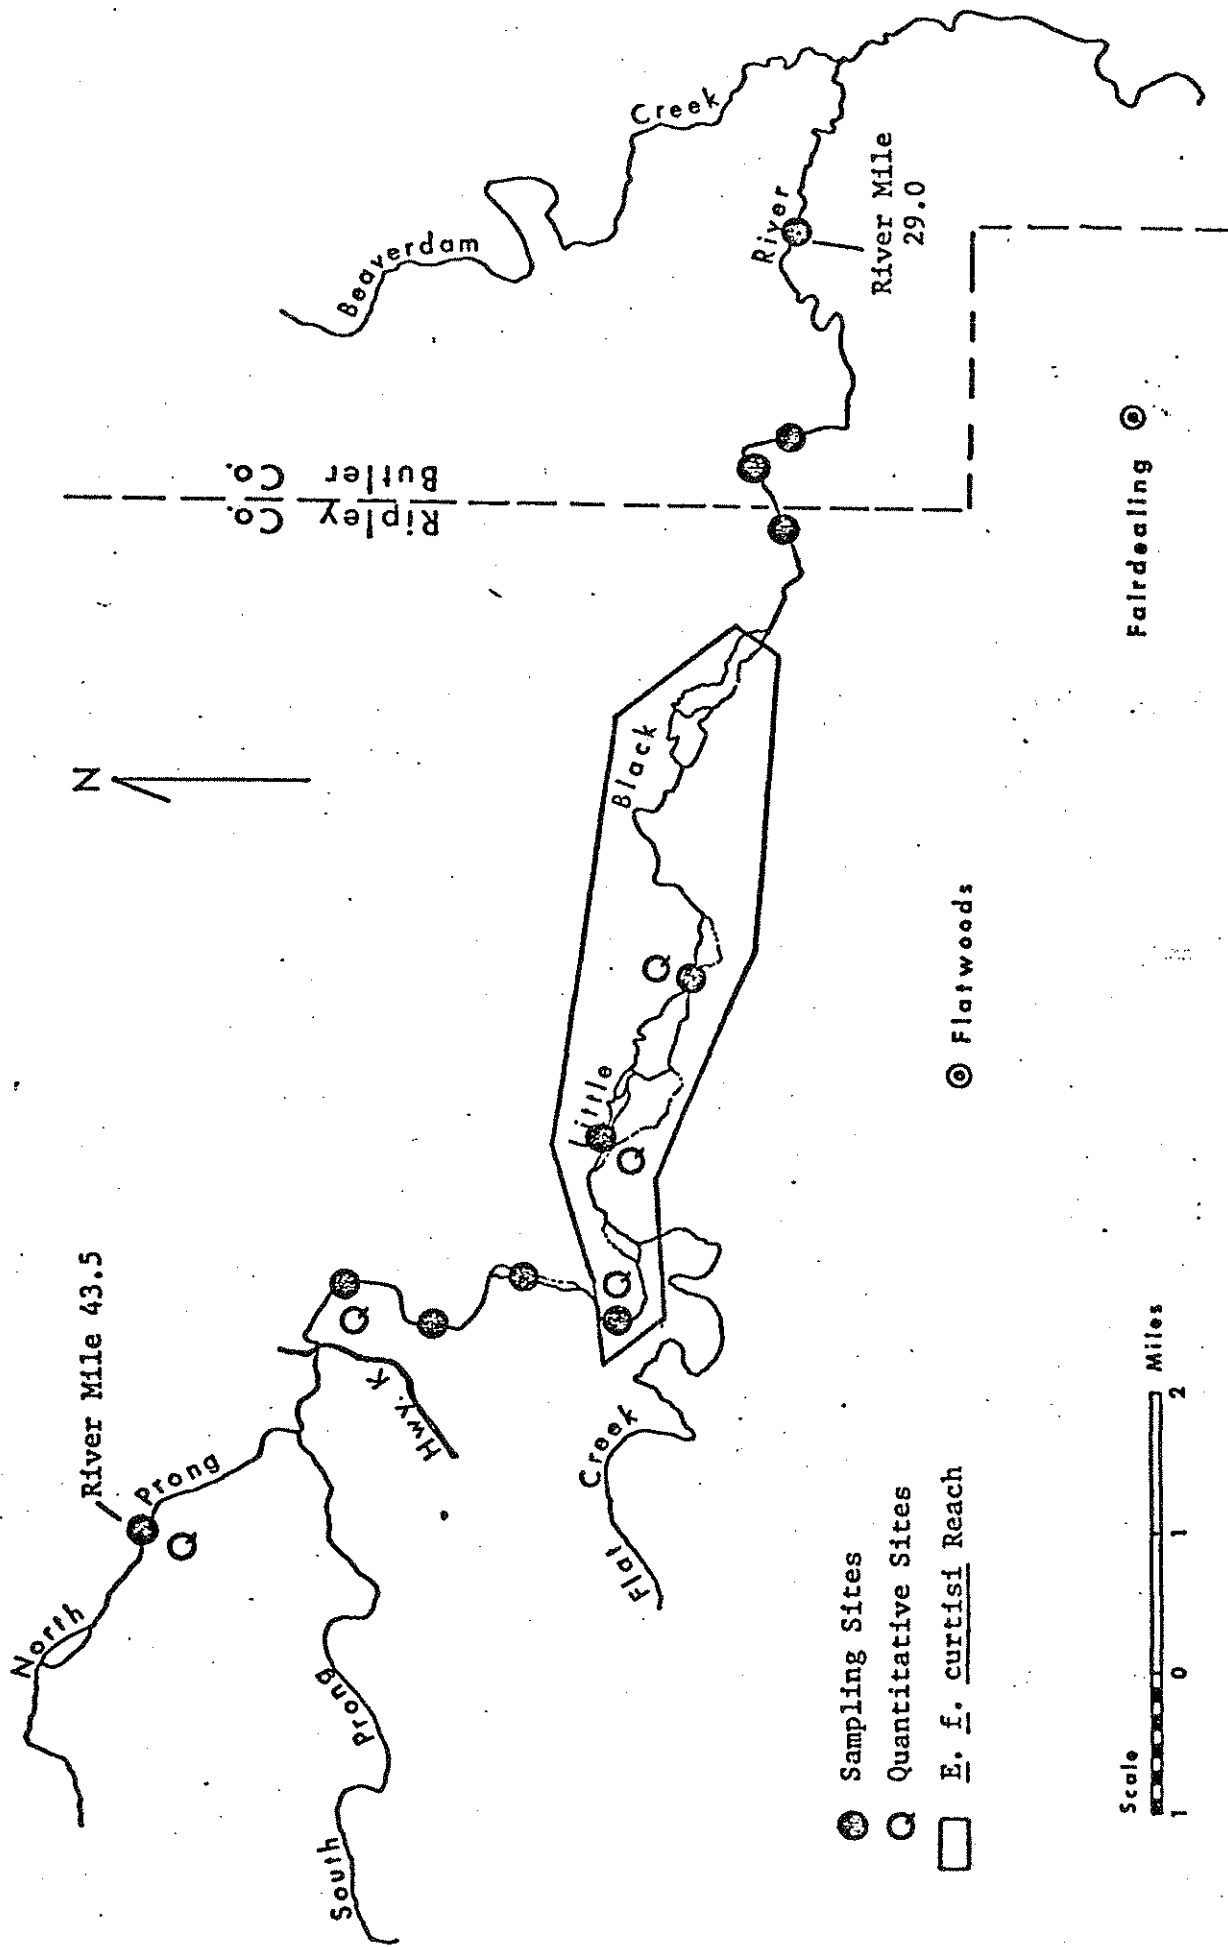 N
River Mile 43.5
North
Prong
South
Prong
Hwy. K
Flat
Creek
Little
Black
River
Beaverdam
Creek
Ripley Co.
Butler Co.
River Mile
29.0
Q
Q
Q
Q
Q
Flatwoods
Fairdealing
Sampling Sites
Q Quantitative Sites
E. f. curtisi Reach
Scale
1 0 1 2 Miles